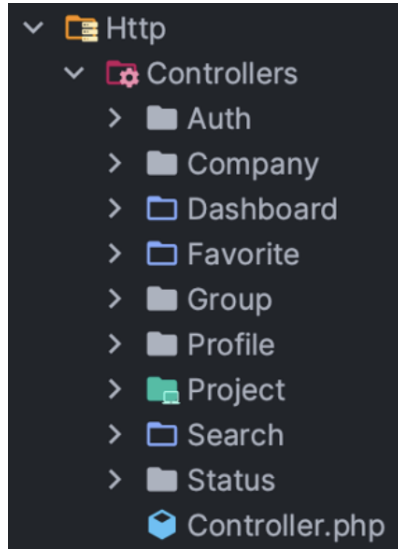 Http
Controllers
Auth
Company
Dashboard
Favorite
Group
Profile
Project
Search
Status
Controller.php